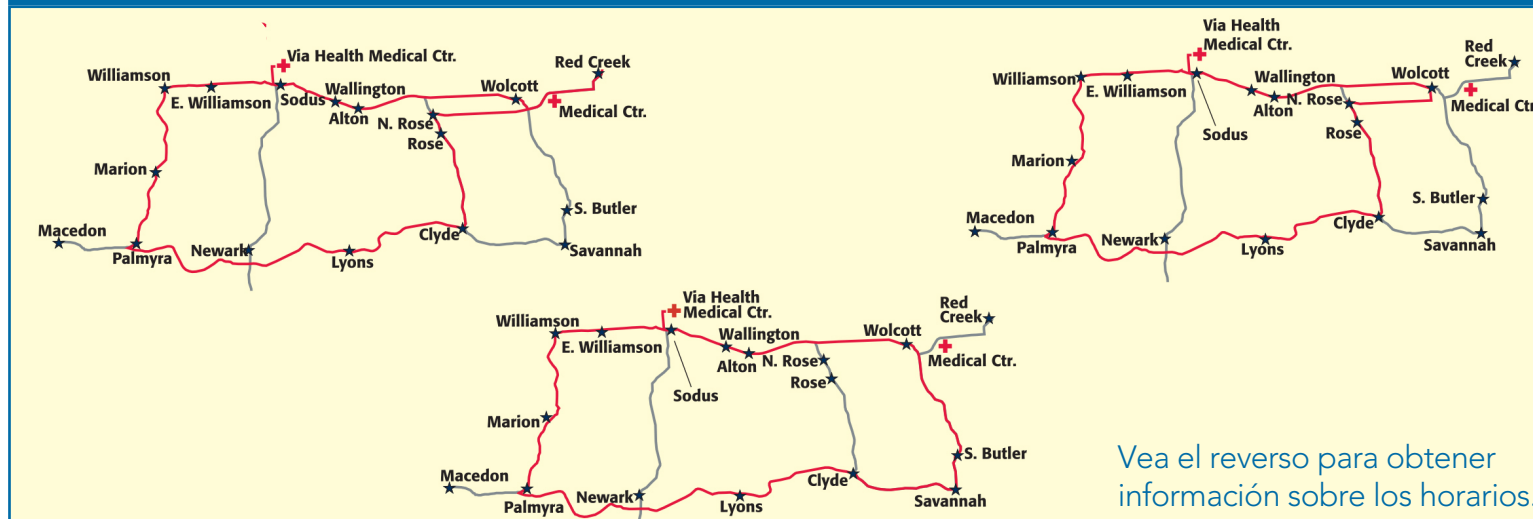 Via Health Medical Ctr.
Red Creek
Williamson
E. Williamson
Sodus
Wallington
Alton
Wolcott
N. Rose
Medical Ctr.
Rose
Marion
S. Butler
Macedon
Palmyra
Newark
Lyons
Clyde
Savannah
Via Health
Medical Ctr.
Red
Creek
Williamson
E. Williamson
Wallington
Alton
Wolcott
N. Rose
Medical Ctr
Sodus
Rose
Marion
S. Butler
Macedon
Palmyra
Newark
Lyons
Clyde
Savannah
Via Health
Medical Ctr.
Red
Creek
Williamson
E. Williamson
Wallington
Alton
Wolcott
N. Rose
Medical Ctr.
Rose
Sodus
Marion
S. Butler
Macedon
Palmyra
Newark
Lyons
Clyde
Savannah
Vea el reverso para obtener
información sobre los horarios.